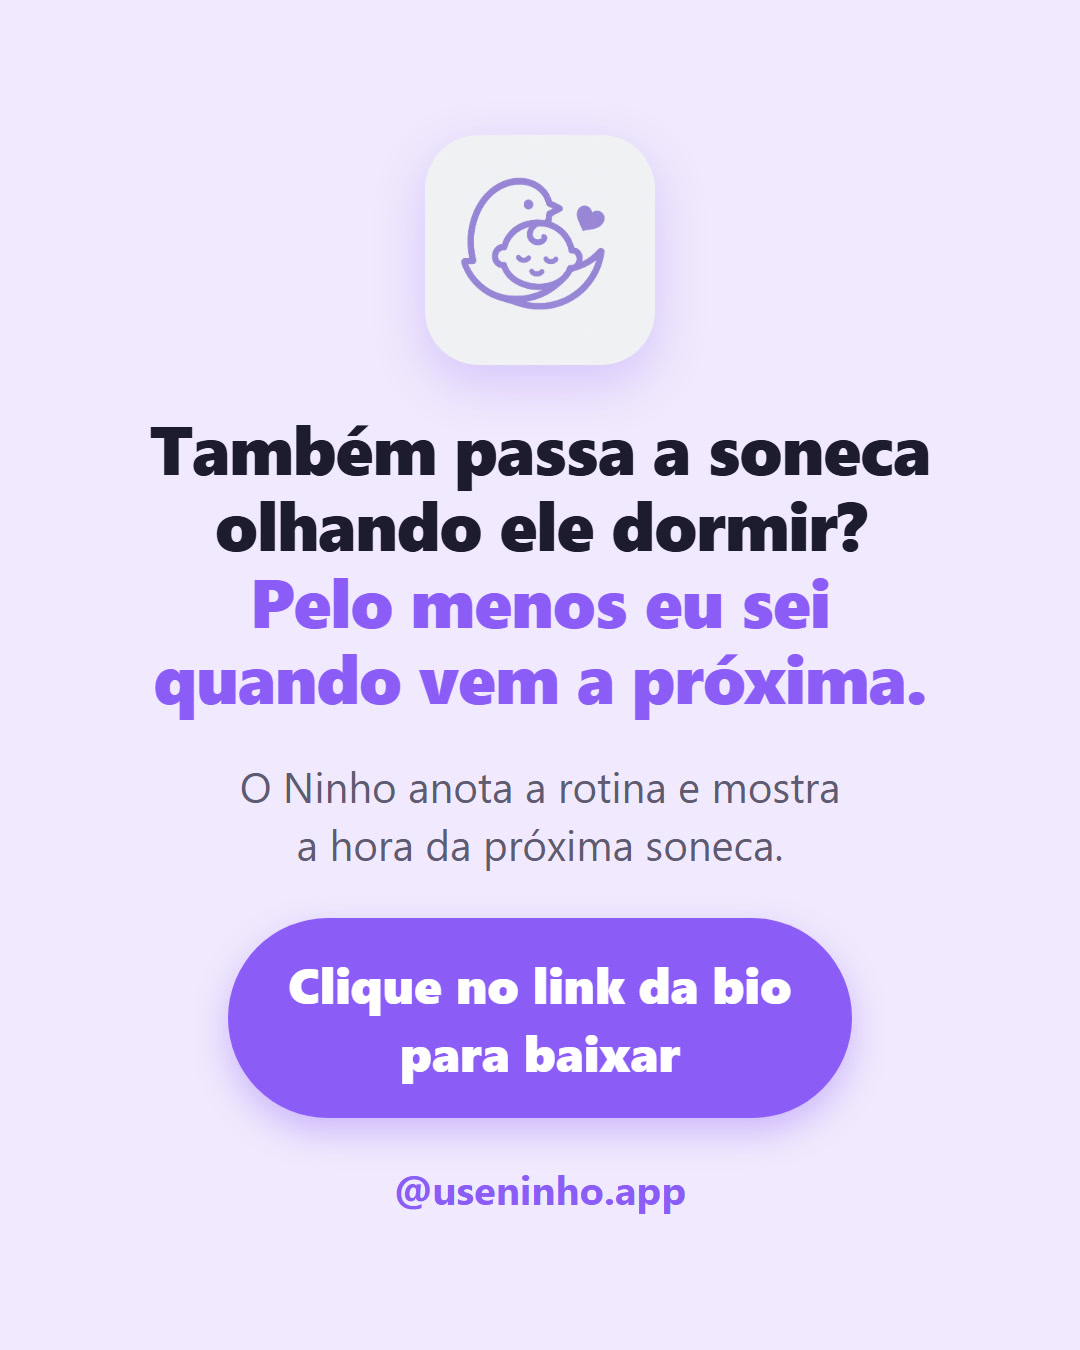 Também passa a soneca
olhando ele dormir?
Pelo menos eu sei
quando vem a próxima.
O Ninho anota a rotina e mostra
a hora da próxima soneca.
Clique no link da bio
para baixar
@useninho.app